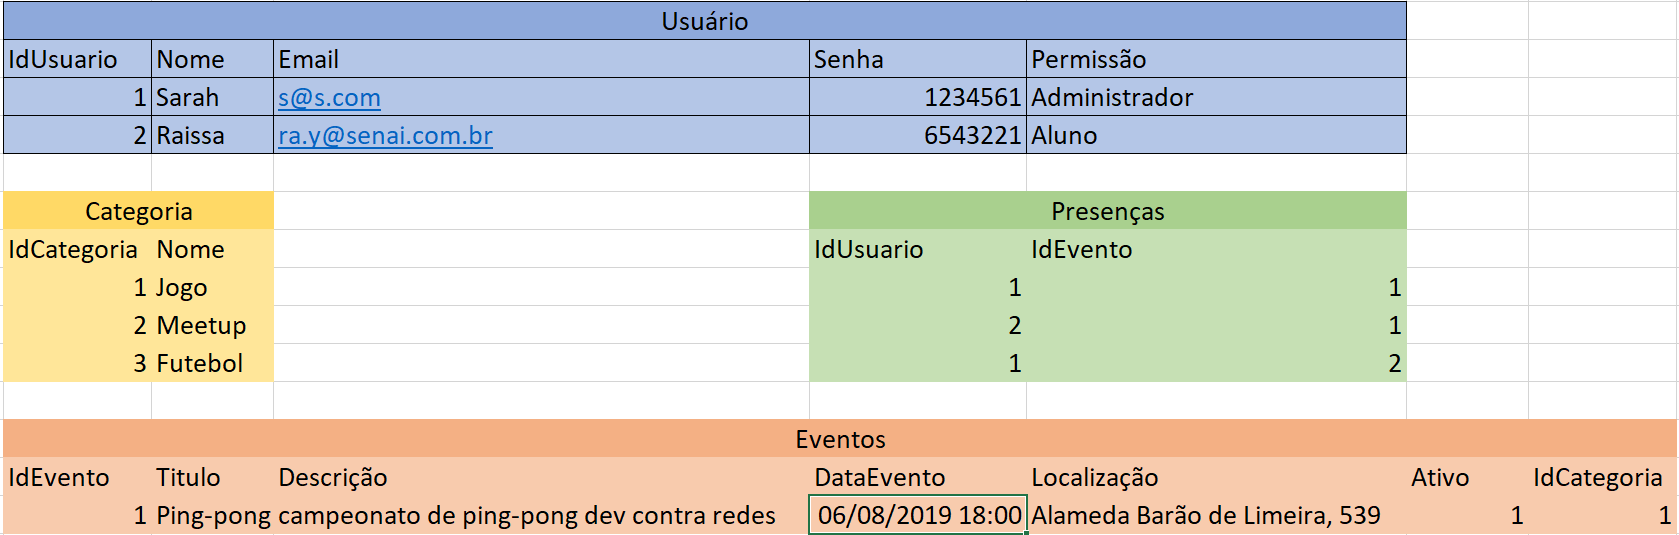 Usuário
IdUsuario Nome Email Senha Permissão
1 Sarah s@s.com 1234561 Administrador
2 Raissa ra.y@senai.com.br 6543221 Aluno
Categoria Presenças
IdCategoria Nome IdUsuario IdEvento
1 Jogo 1 1
2 Meetup 2 1
3 Futebol 1 2
Eventos
IdEvento Titulo Descrição DataEvento Localização Ativo IdCategoria
1 Ping-pong campeonato de ping-pong dev contra redes 06/08/2019 18:00 Alameda Barão de Limeira, 539 1 1